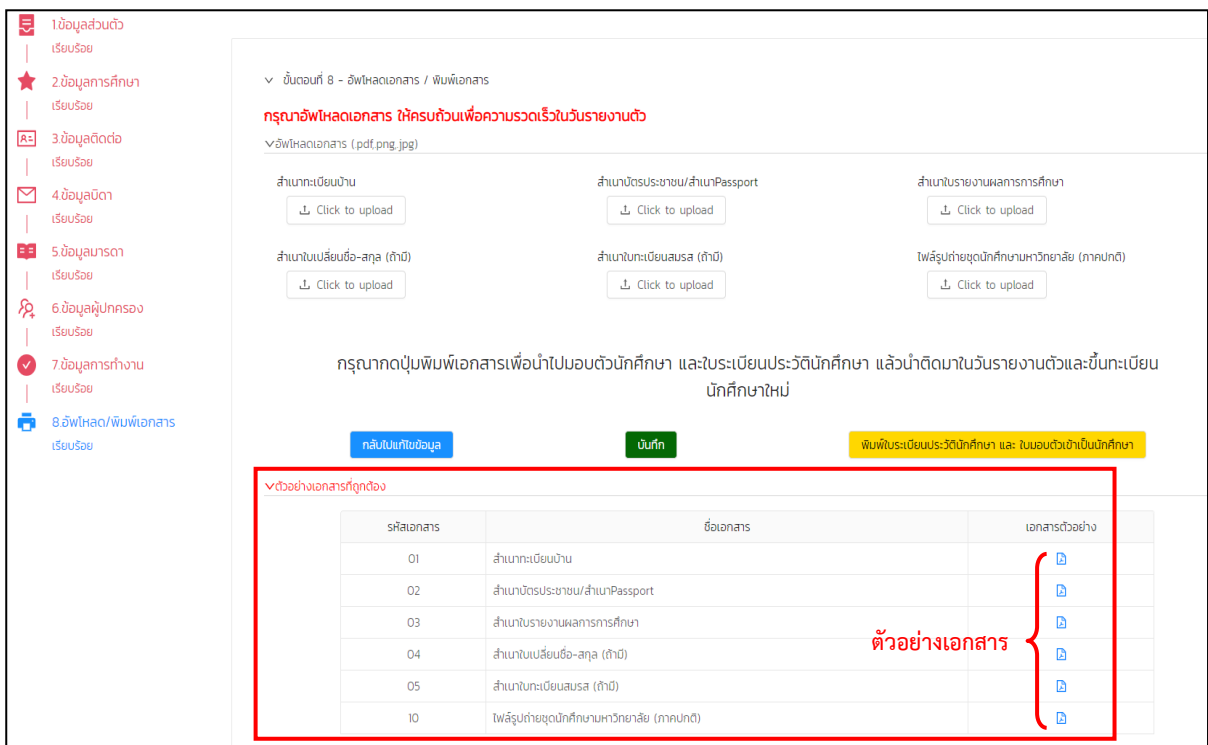 1.ข้อมูลส่วนตัว
เรียบร้อย
2.ข้อมูลการศึกษา
เรียบร้อย
3.ข้อมูลติดต่อ
เรียบร้อย
4.ข้อมูลบิดา
เรียบร้อย
5.ข้อมูลมารดา
เรียบร้อย
6.ข้อมูลผู้ปกครอง
เรียบร้อย
7.ข้อมูลการทำงาน
เรียบร้อย
8.อัพโหลด/พิมพ์เอกสาร
เรียบร้อย
ขั้นตอนที่ 8 - อัพโหลดเอกสาร / พิมพ์เอกสาร
กรุณาอัพโหลดเอกสาร ให้ครบถ้วนเพื่อความรวดเร็วในวันรายงานตัว
อัพโหลดเอกสาร (.pdf,png,jpg)
สำเนาทะเบียนบ้าน สำเนาบัตรประชาชน/สำเนาPassport สำเนาใบรายงานผลการการศึกษา
Click to upload Click to upload Click to upload
สำเนาใบเปลี่ยนชื่อ-สกุล (ถ้ามี) สำเนาใบทะเบียนสมรส (ถ้ามี) ไฟล์รูปถ่ายชุดนักศึกษามหาวิทยาลัย (ภาคปกติ)
Click to upload Click to upload Click to upload
กรุณากดปุ่มพิมพ์เอกสารเพื่อนำไปมอบตัวนักศึกษา และใบระเบียนประวัตินักศึกษา แล้วนำติดมาในวันรายงานตัวและขึ้นทะเบียน
นักศึกษาใหม่
กลับไปแก้ไขข้อมูล บันทึก พิมพ์ใบระเบียนประวัตินักศึกษา และ ใบมอบตัวเข้าเป็นนักศึกษา
ตัวอย่างเอกสารที่ถูกต้อง
รหัสเอกสาร ชื่อเอกสาร เอกสารตัวอย่าง
01 สำเนาทะเบียนบ้าน
02 สำเนาบัตรประชาชน/สำเนาPassport
03 สำเนาใบรายงานผลการการศึกษา
04 สำเนาใบเปลี่ยนชื่อ-สกุล (ถ้ามี)
05 สำเนาใบทะเบียนสมรส (ถ้ามี)
10 ไฟล์รูปถ่ายชุดนักศึกษามหาวิทยาลัย (ภาคปกติ)
ตัวอย่างเอกสาร